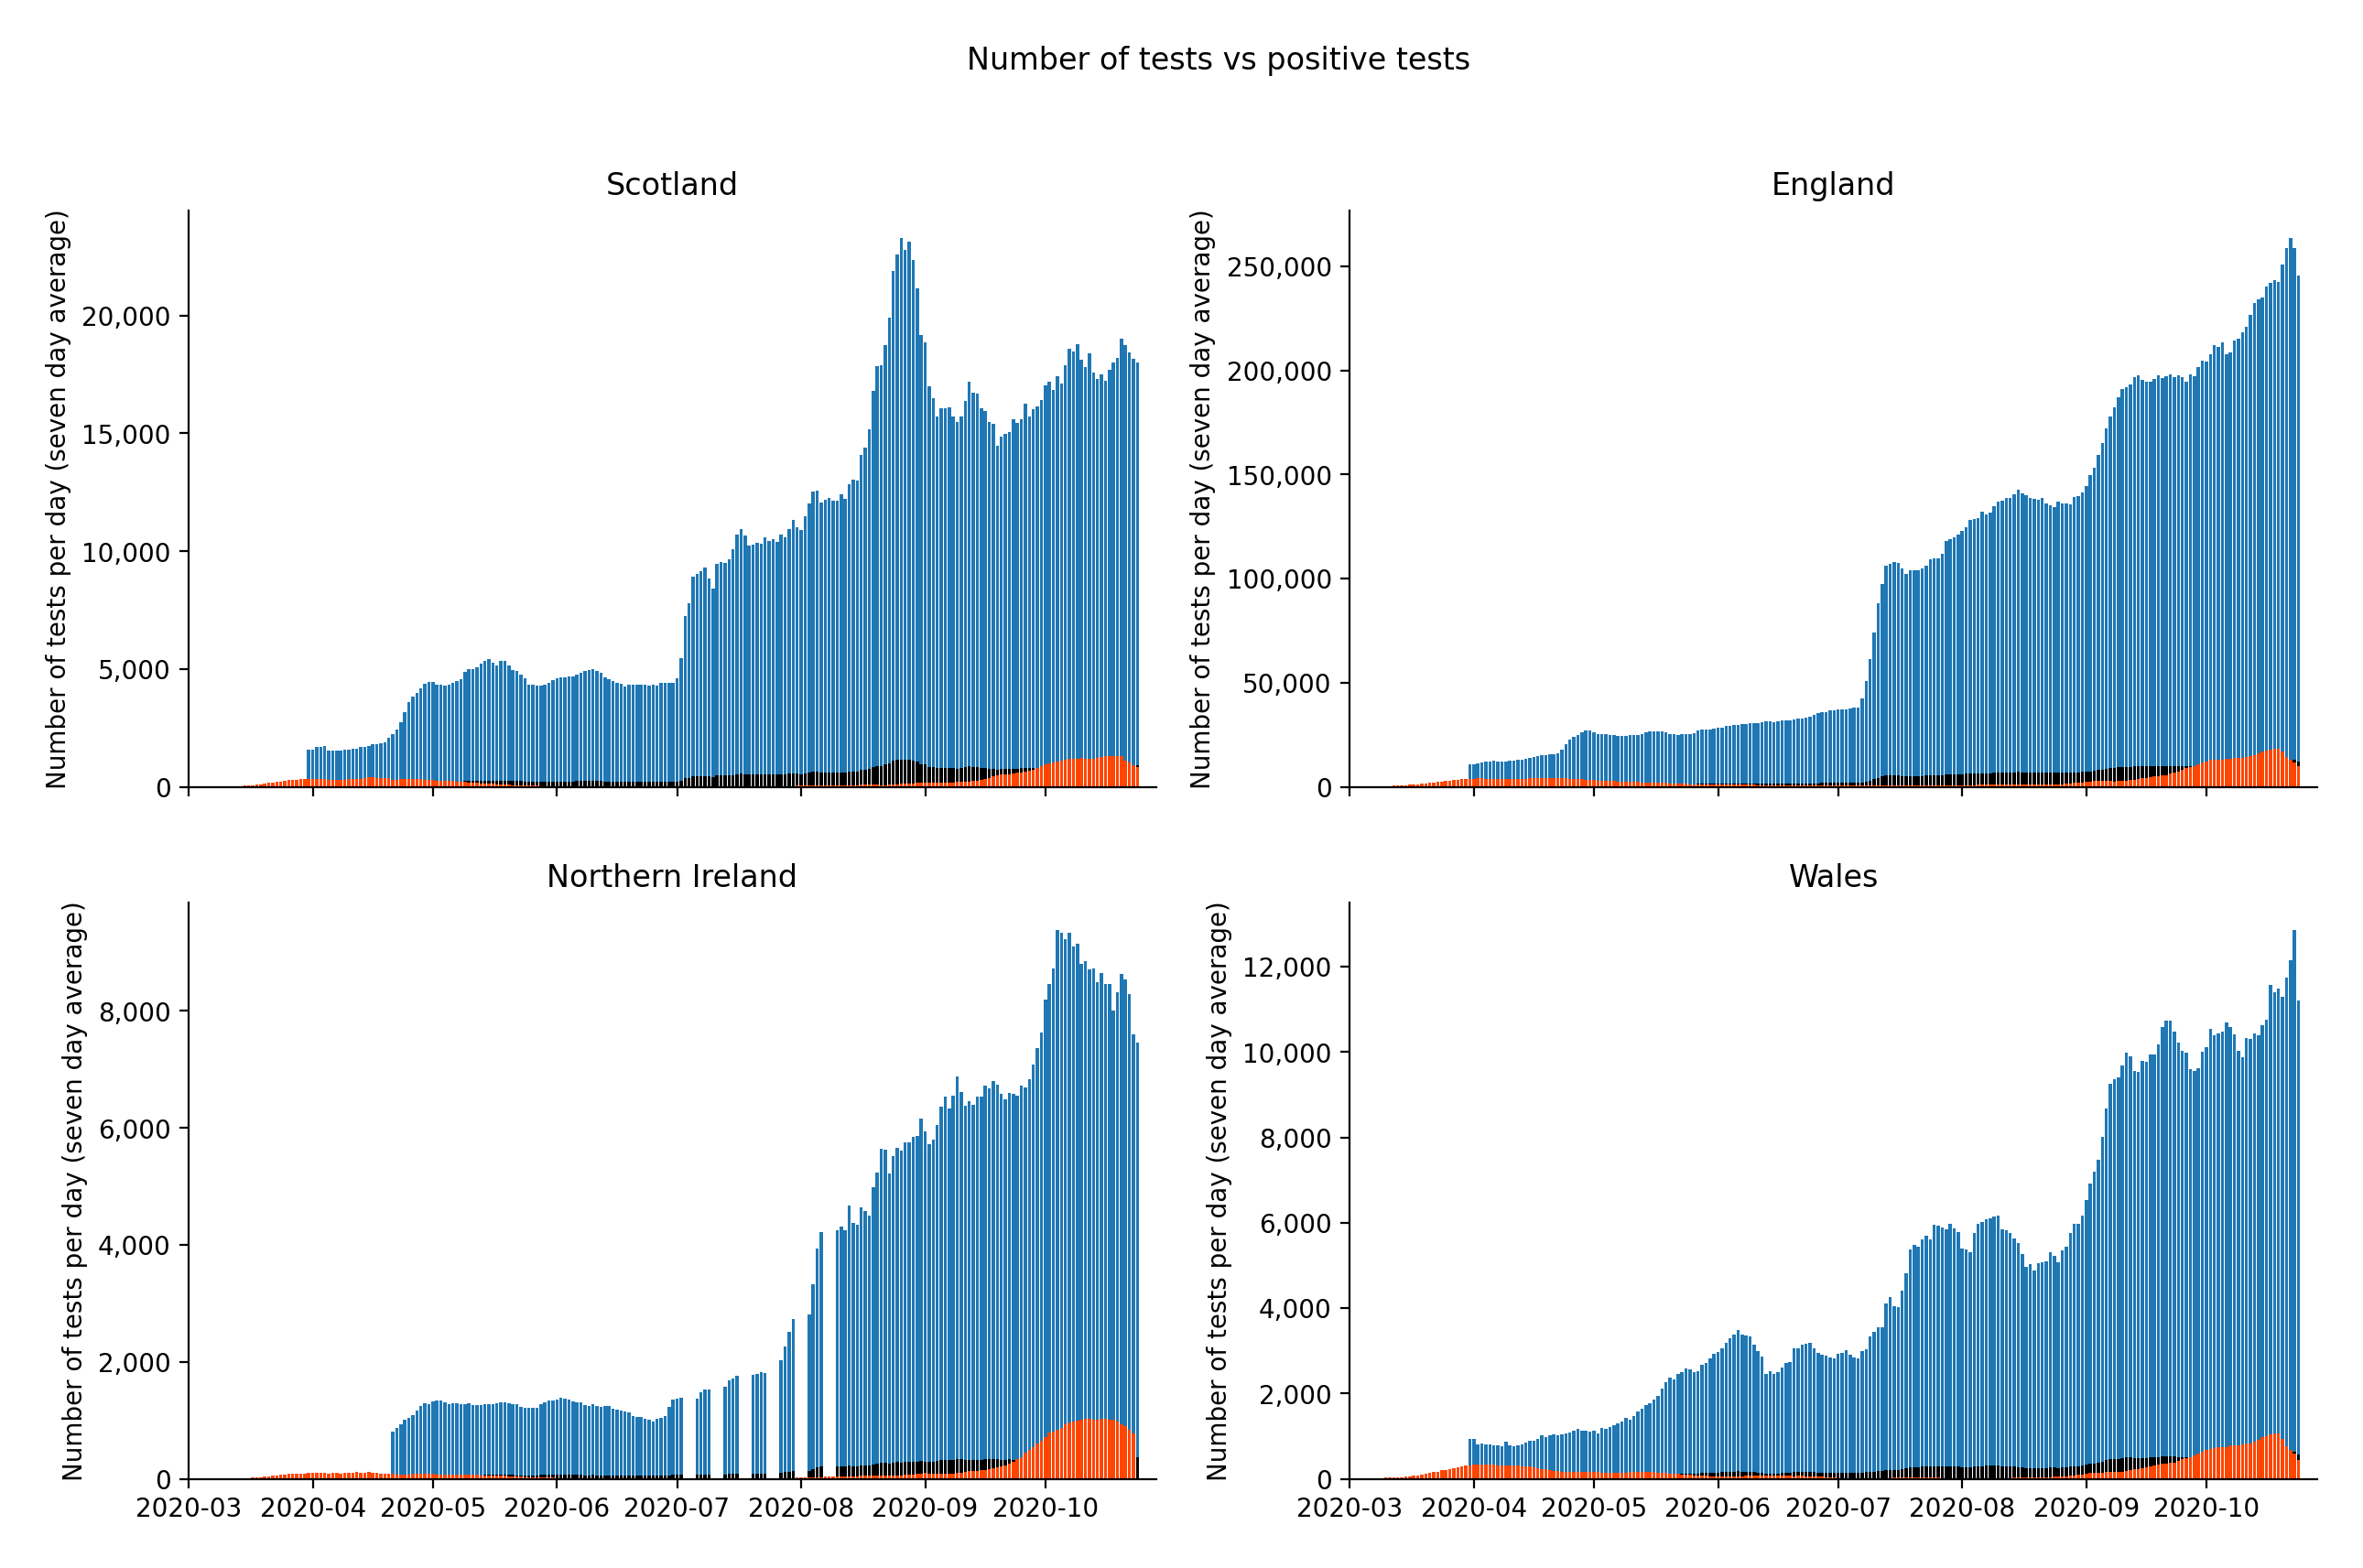 Number of tests vs positive tests
Scotland
Number of tests per day (seven day average)
20,000
15,000
10,000
5,000
0
England
Number of tests per day (seven day average)
250,000
200,000
150,000
100,000
50,000
0
Northern Ireland
Number of tests per day (seven day average)
8,000
6,000
4,000
2,000
0
2020-03 2020-04 2020-05 2020-06 2020-07 2020-08 2020-09 2020-10
Wales
Number of tests per day (seven day average)
12,000
10,000
8,000
6,000
4,000
2,000
0
2020-03 2020-04 2020-05 2020-06 2020-07 2020-08 2020-09 2020-10